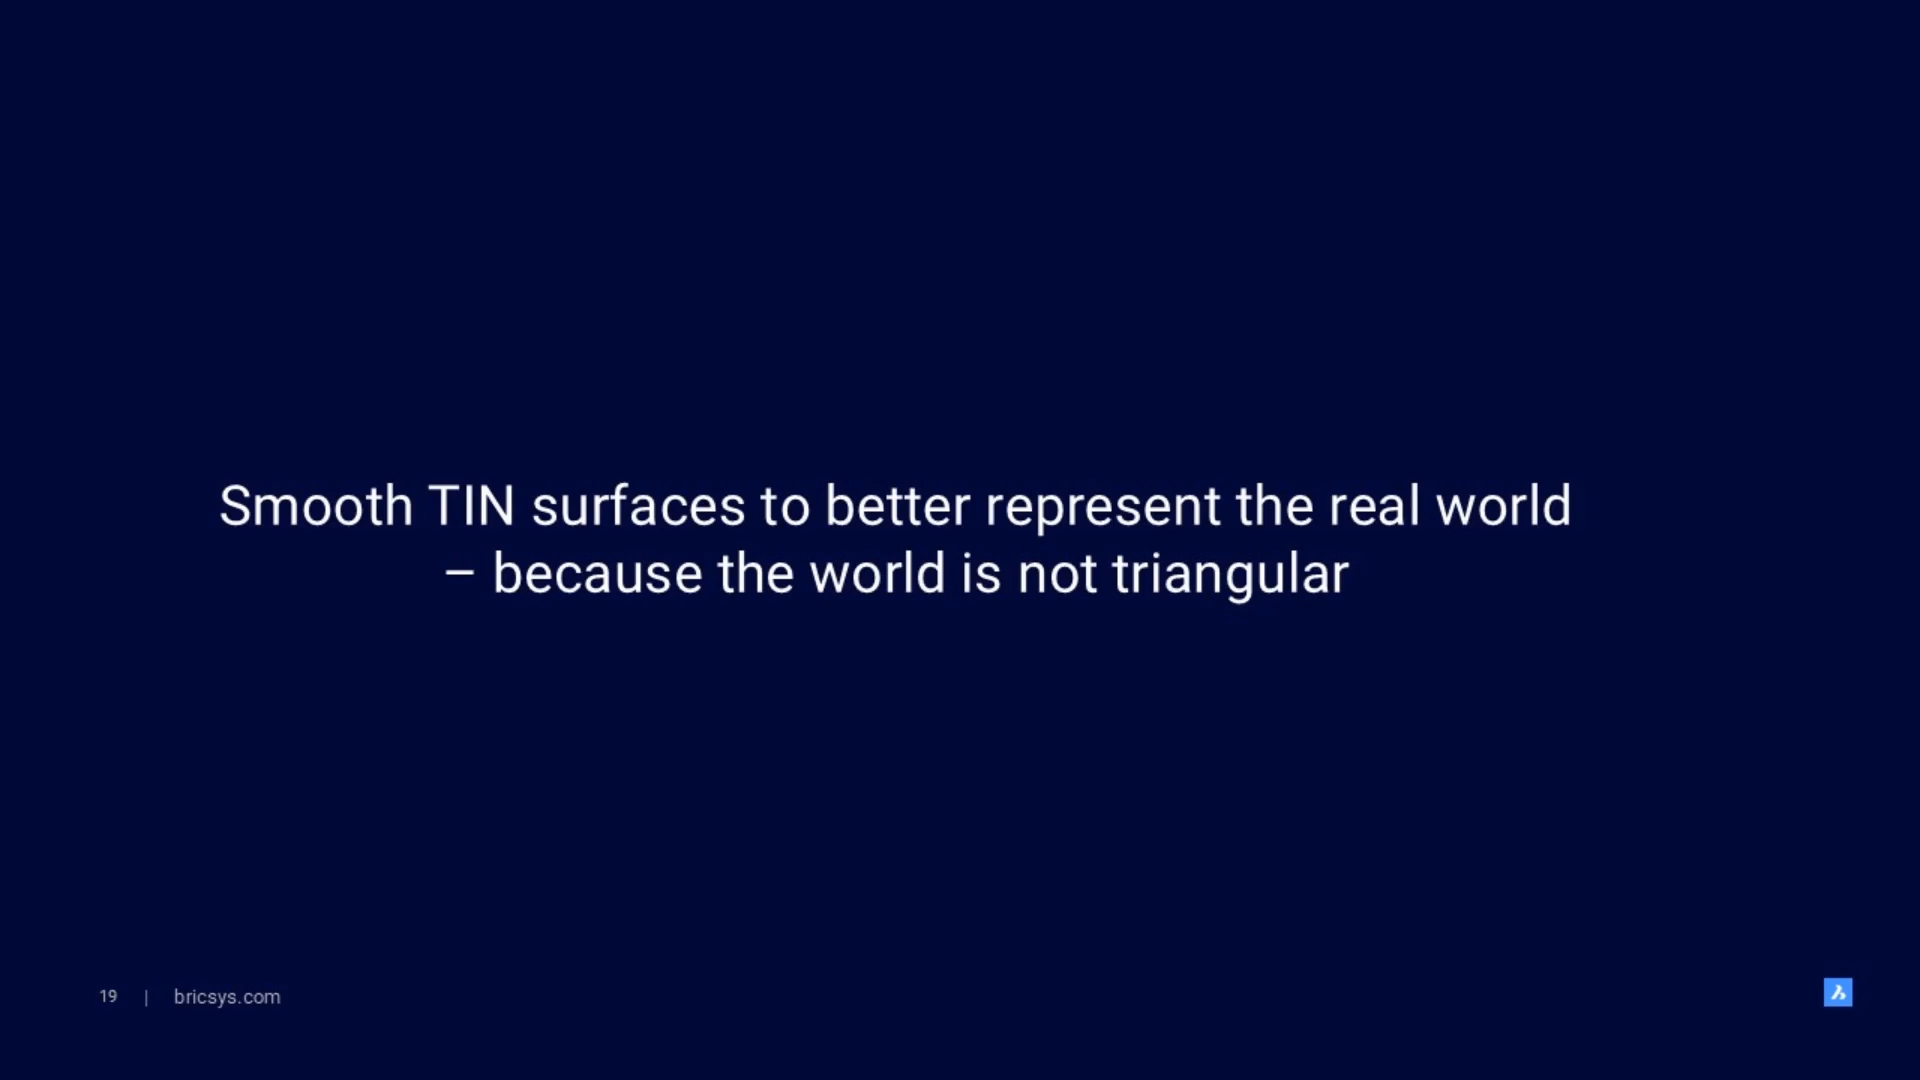 Smooth TIN surfaces to better represent the real world
– because the world is not triangular
19 | bricsys.com